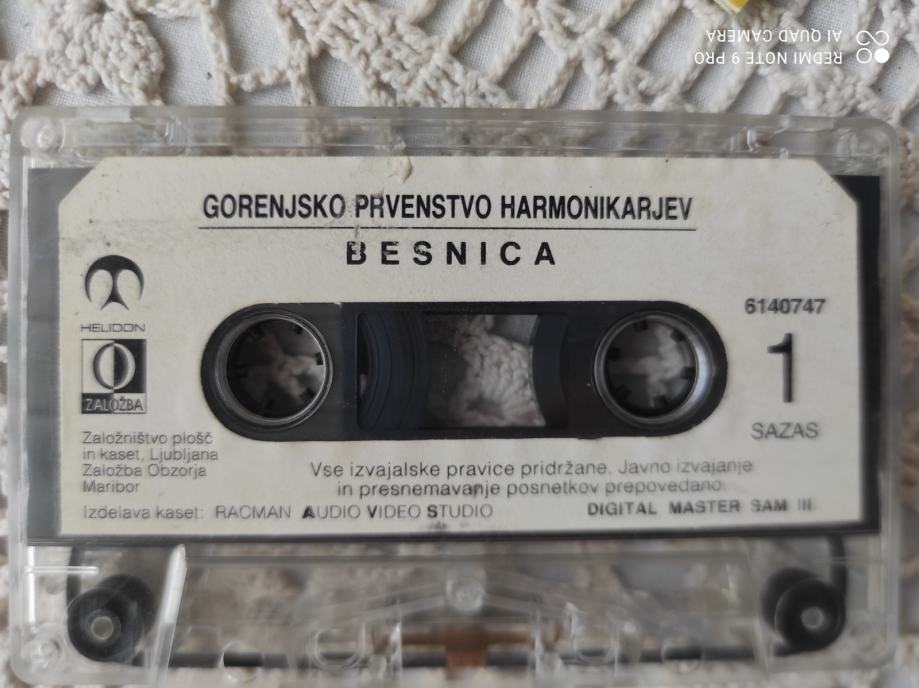 REDMI NOTE 9 PRO
AI QUAD CAMERA
GORENJSKO PRVENSTVO HARMONIKARJEV
BESNICA
HELIDON
ZALOŽBA
Založništvo plošč
in kaset, Ljubljana
Založba Obzorja
Maribor
6140747
1
SAZAS
Vse izvajalske pravice pridržane. Javno izvajanje
in presnemavanje posnetkov prepovedano.
Izdelava kaset: RACMAN AUDIO VIDEO STUDIO
DIGITAL MASTER SAM III